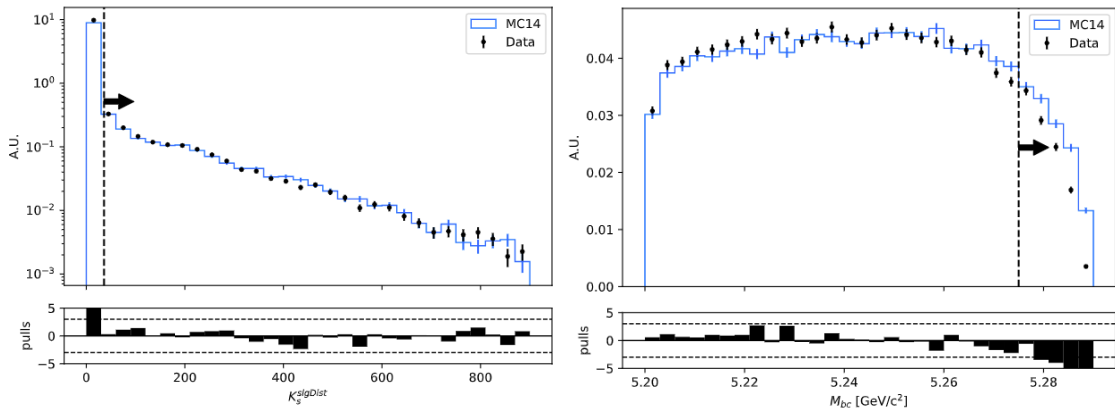 MC14
Data
10¹
10⁰
10⁻¹
10⁻²
10⁻³
A.U.
5
0
−5
pulls
0 200 400 600 800
K_s^{sigDist}
MC14
Data
0.04
0.03
0.02
0.01
0.00
A.U.
5
0
−5
pulls
5.20 5.22 5.24 5.26 5.28
M_{bc} [GeV/c²]